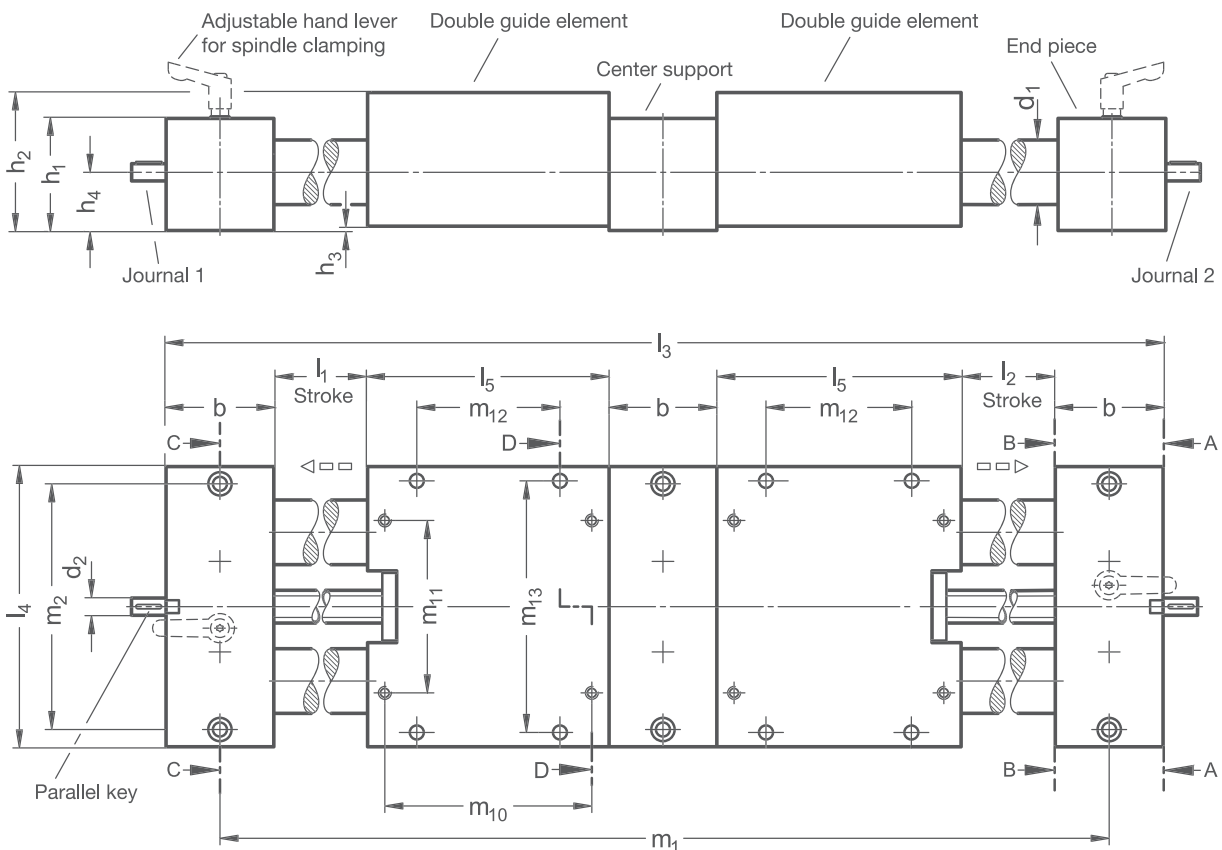 Adjustable hand lever
for spindle clamping
Double guide element
Double guide element
Center support
End piece
d1
h2
h1
h4
h3
Journal 1
Journal 2
l3
l1
Stroke
l5
l5
l2
Stroke
b
m12
b
m12
b
C
D
B
A
l4
m2
d2
m11
m13
C
D
B
A
Parallel key
m10
m1